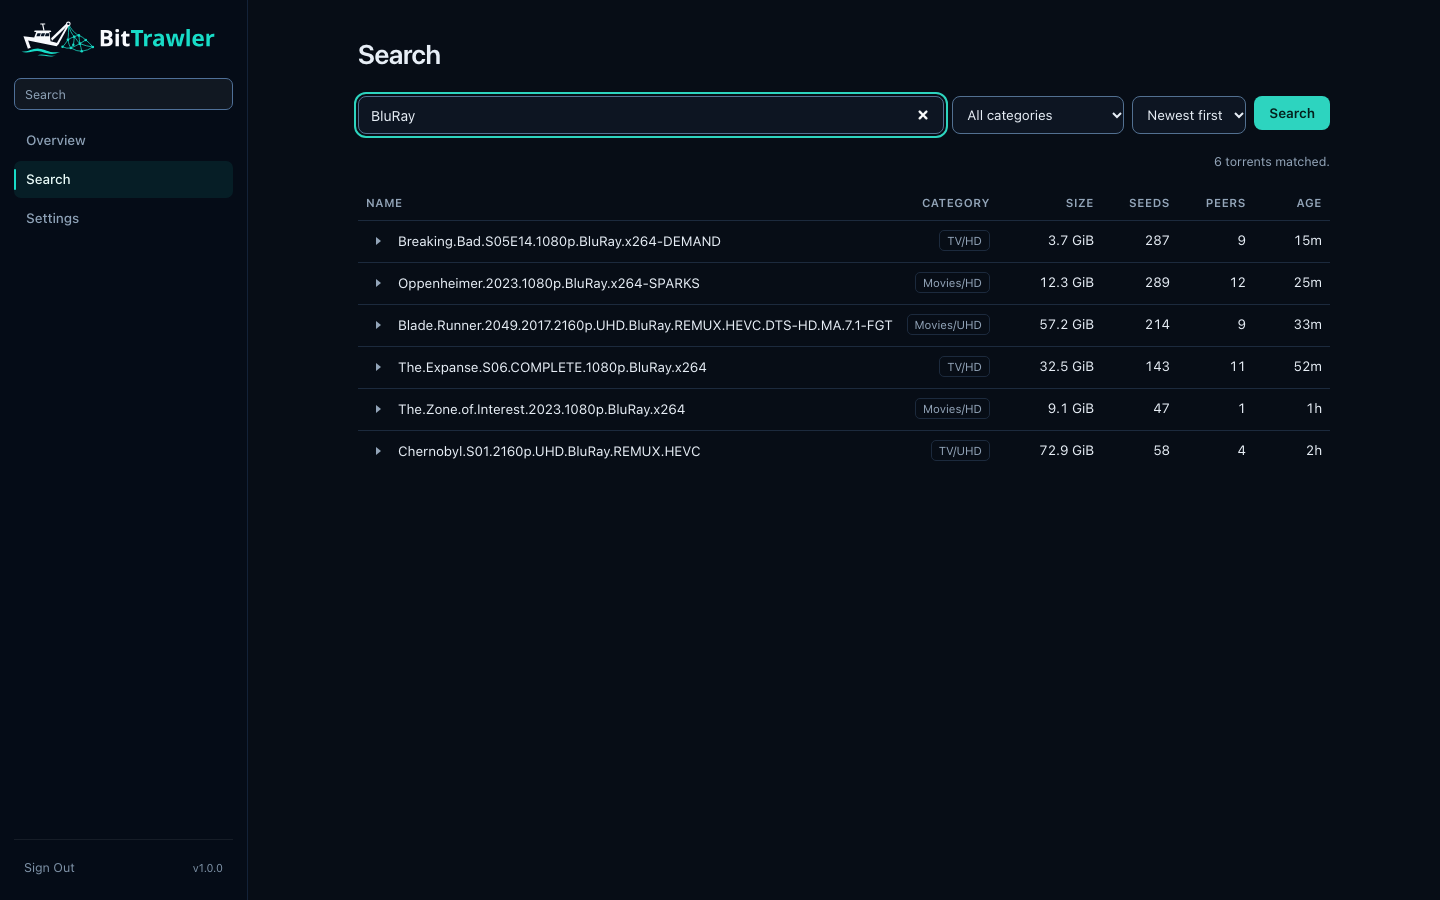 BitTrawler
Search
Overview
Search
Settings
Sign Out v1.0.0
Search
BluRay All categories Newest first Search
6 torrents matched.
NAME CATEGORY SIZE SEEDS PEERS AGE
Breaking.Bad.S05E14.1080p.BluRay.x264-DEMAND TV/HD 3.7 GiB 287 9 15m
Oppenheimer.2023.1080p.BluRay.x264-SPARKS Movies/HD 12.3 GiB 289 12 25m
Blade.Runner.2049.2017.2160p.UHD.BluRay.REMUX.HEVC.DTS-HD.MA.7.1-FGT Movies/UHD 57.2 GiB 214 9 33m
The.Expanse.S06.COMPLETE.1080p.BluRay.x264 TV/HD 32.5 GiB 143 11 52m
The.Zone.of.Interest.2023.1080p.BluRay.x264 Movies/HD 9.1 GiB 47 1 1h
Chernobyl.S01.2160p.UHD.BluRay.REMUX.HEVC TV/UHD 72.9 GiB 58 4 2h